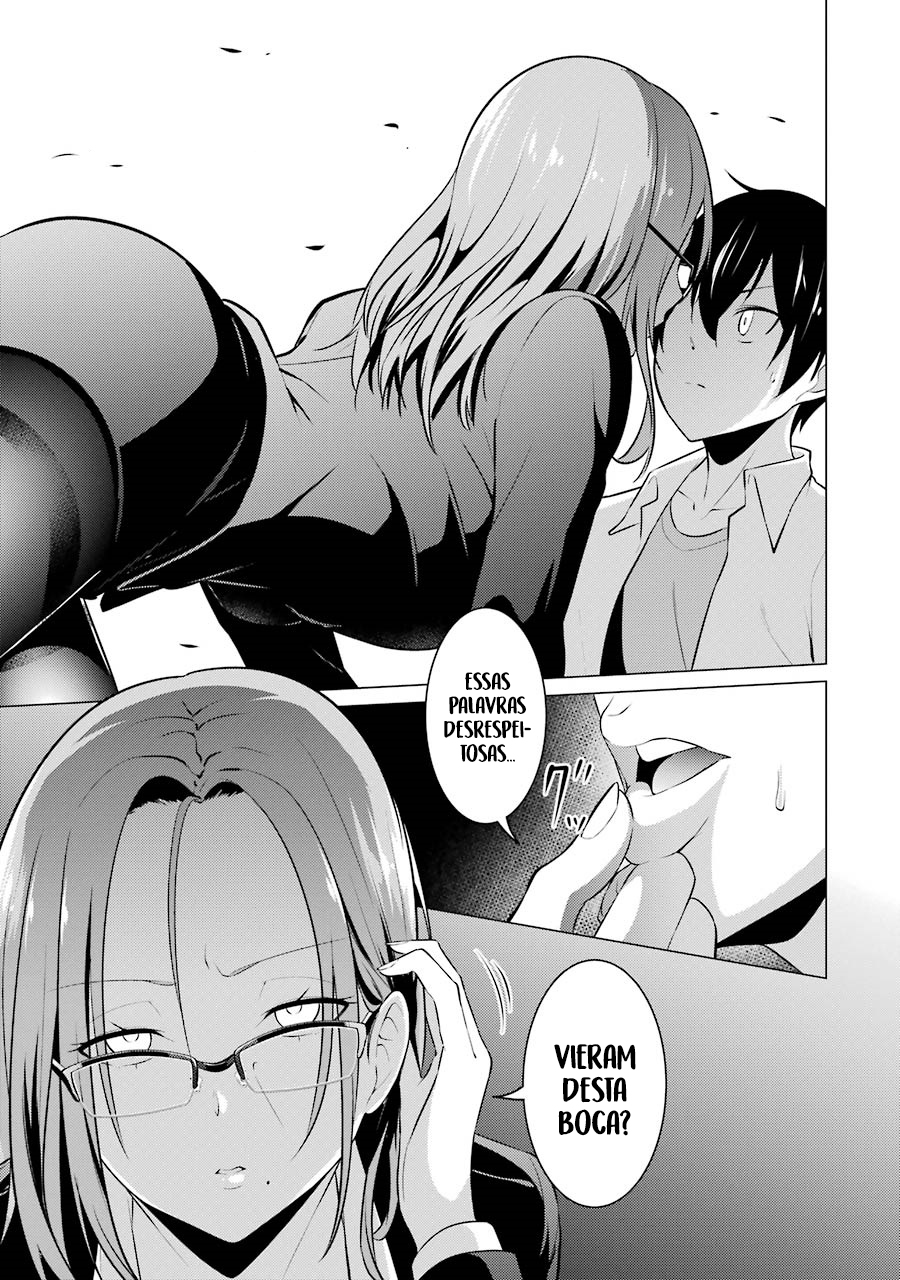 ESSAS
PALAVRAS
DESRESPEI-
TOSAS...
グッ
VIERAM
DESTA
BOCA?